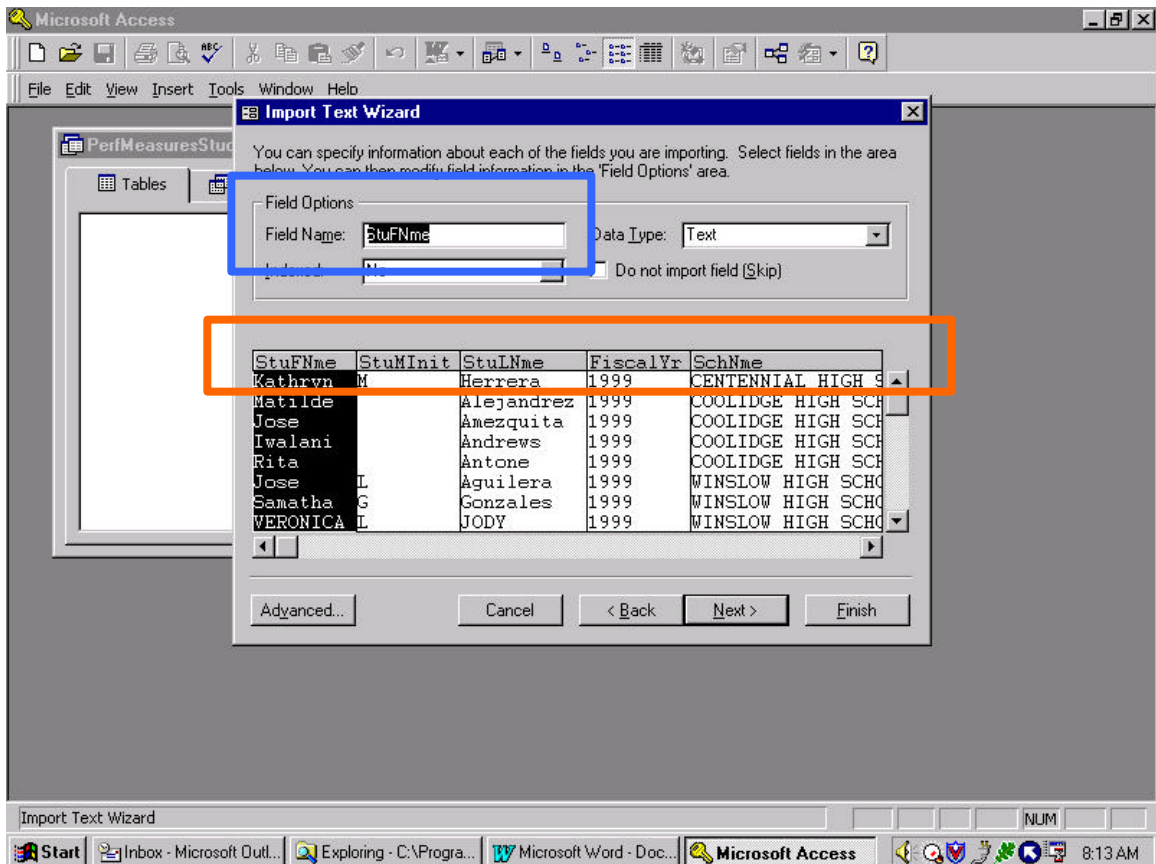 Microsoft Access
File Edit View Insert Tools Window Help
Import Text Wizard
PerfMeasuresStud
Tables
You can specify information about each of the fields you are importing. Select fields in the area
below. You can then modify field information in the 'Field Options' area.
Field Options
Field Name: StuFNme Data Type: Text
Indexed: No Do not import field (Skip)
StuFNme StuMInit StuLNme FiscalYr SchNme
Kathryn M Herrera 1999 CENTENNIAL HIGH S
Matilde Alejandrez 1999 COOLIDGE HIGH SCH
Jose Amezquita 1999 COOLIDGE HIGH SCH
Iwalani Andrews 1999 COOLIDGE HIGH SCH
Rita Antone 1999 COOLIDGE HIGH SCH
Jose L Aguilera 1999 WINSLOW HIGH SCHO
Samatha G Gonzales 1999 WINSLOW HIGH SCHO
VERONICA L JODY 1999 WINSLOW HIGH SCHO
Advanced... Cancel < Back Next > Finish
Import Text Wizard NUM
Start Inbox - Microsoft Outl... Exploring - C:\Progra... Microsoft Word - Doc... Microsoft Access 8:13 AM